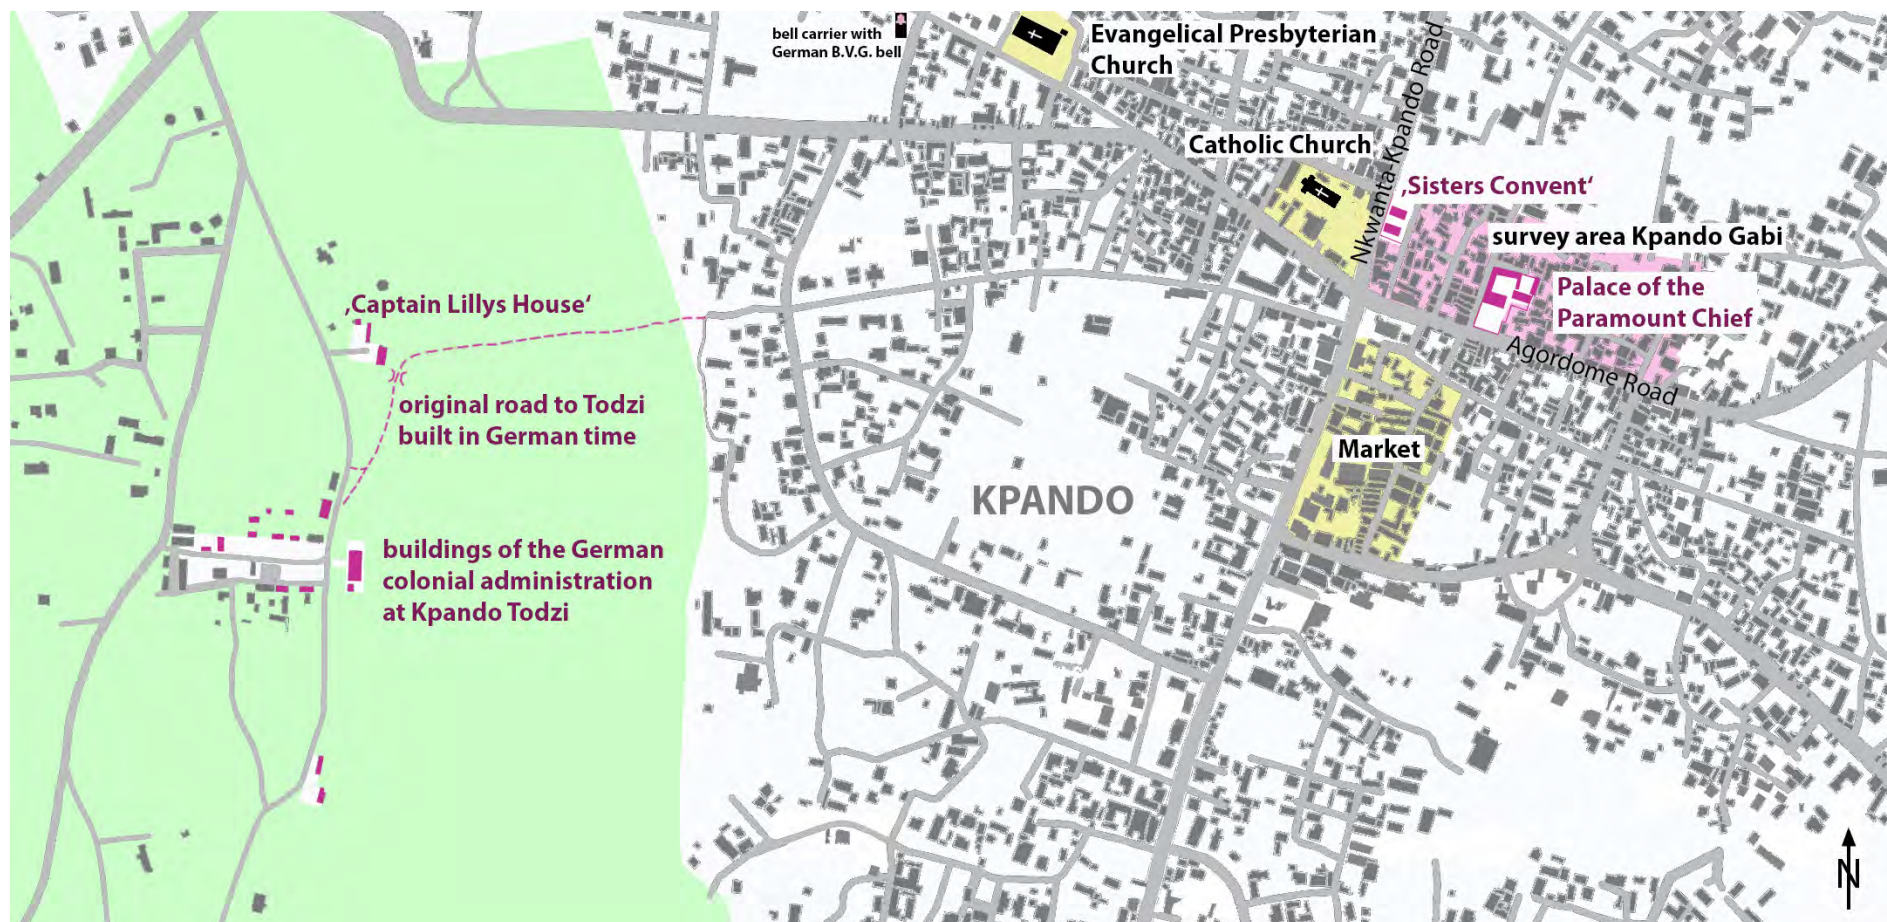 bell carrier with
German B.V.G. bell
Evangelical Presbyterian
Church
Nkwanta-Kpando Road
Catholic Church
‚Sisters Convent‘
survey area Kpando Gabi
Palace of the
Paramount Chief
‚Captain Lillys House‘
Agordome Road
original road to Todzi
built in German time
Market
KPANDO
buildings of the German
colonial administration
at Kpando Todzi
N